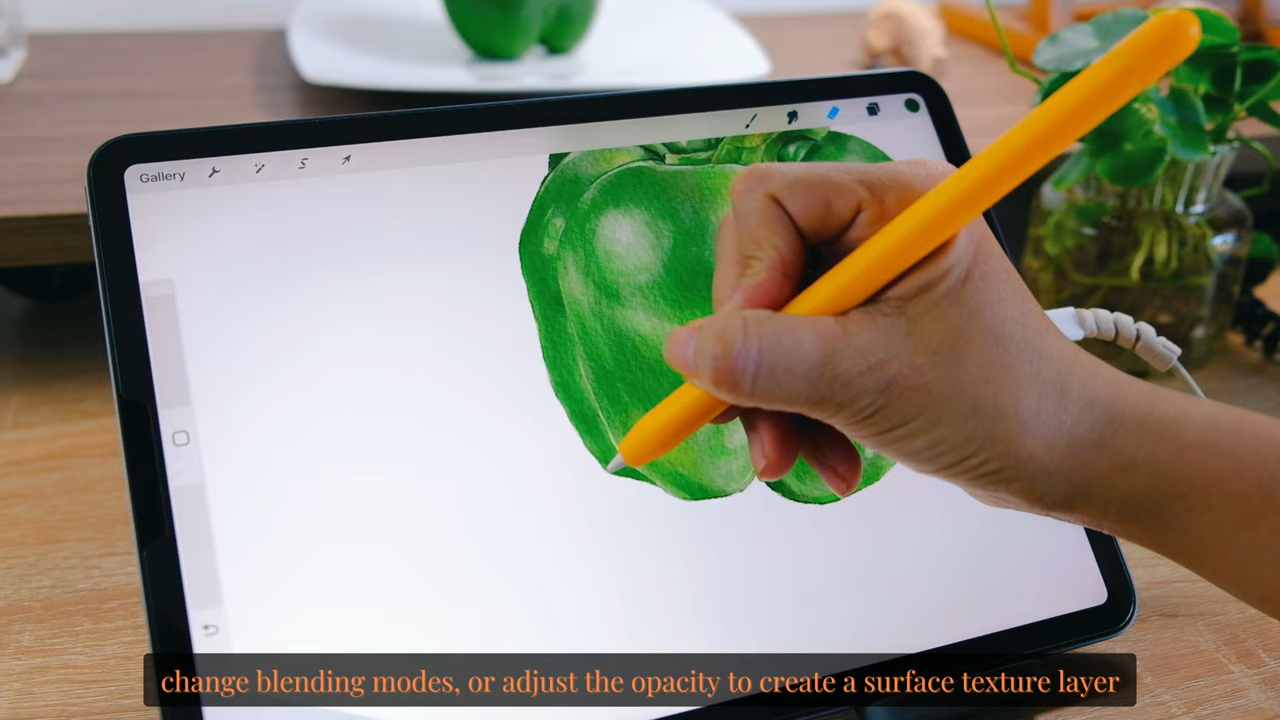 Gallery
change blending modes, or adjust the opacity to create a surface texture layer